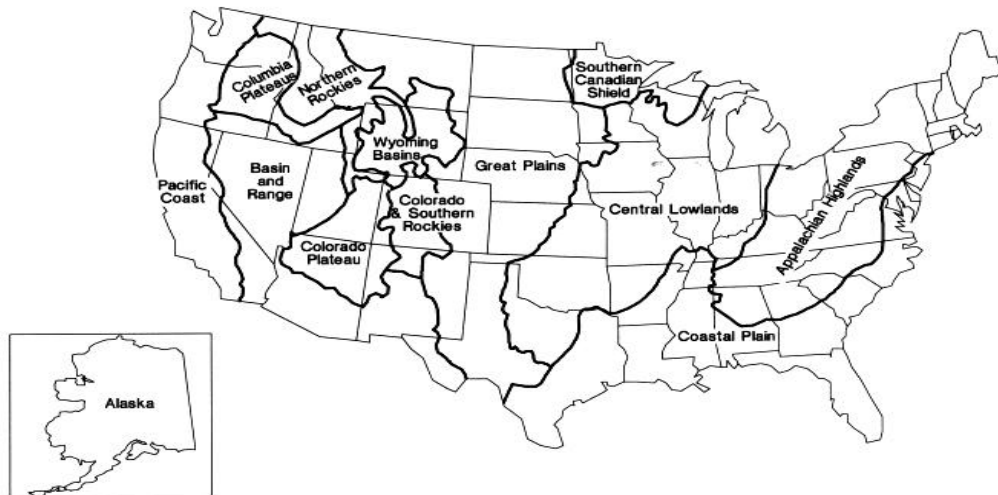 Columbia
Plateaus
Northern
Rockies
Southern
Canadian
Shield
Wyoming
Basins
Great Plains
Basin
and
Range
Pacific
Coast
Colorado
& Southern
Rockies
Central Lowlands
Appalachian Highlands
Colorado
Plateau
Coastal Plain
Alaska